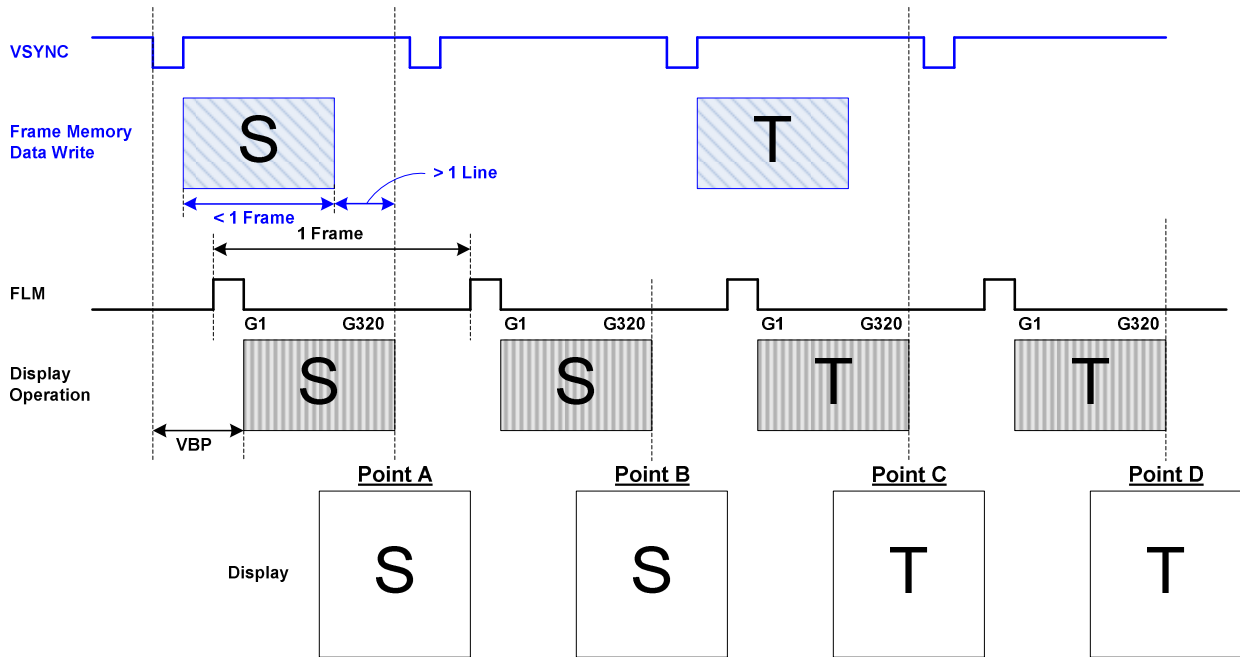 VSYNC
Frame Memory
Data Write
S
T
> 1 Line
< 1 Frame
1 Frame
FLM
G1 G320 G1 G320 G1 G320 G1 G320
Display
Operation
S S T T
VBP
Point A Point B Point C Point D
Display
S S T T